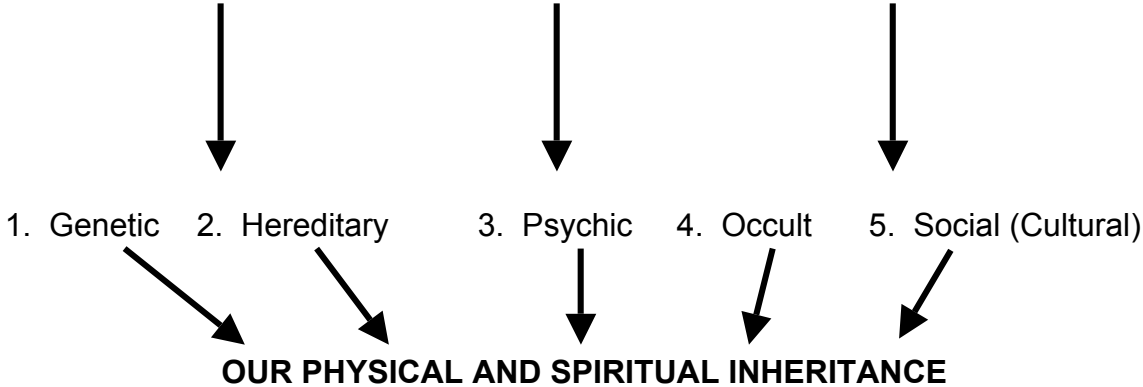 1. Genetic 2. Hereditary 3. Psychic 4. Occult 5. Social (Cultural)
OUR PHYSICAL AND SPIRITUAL INHERITANCE